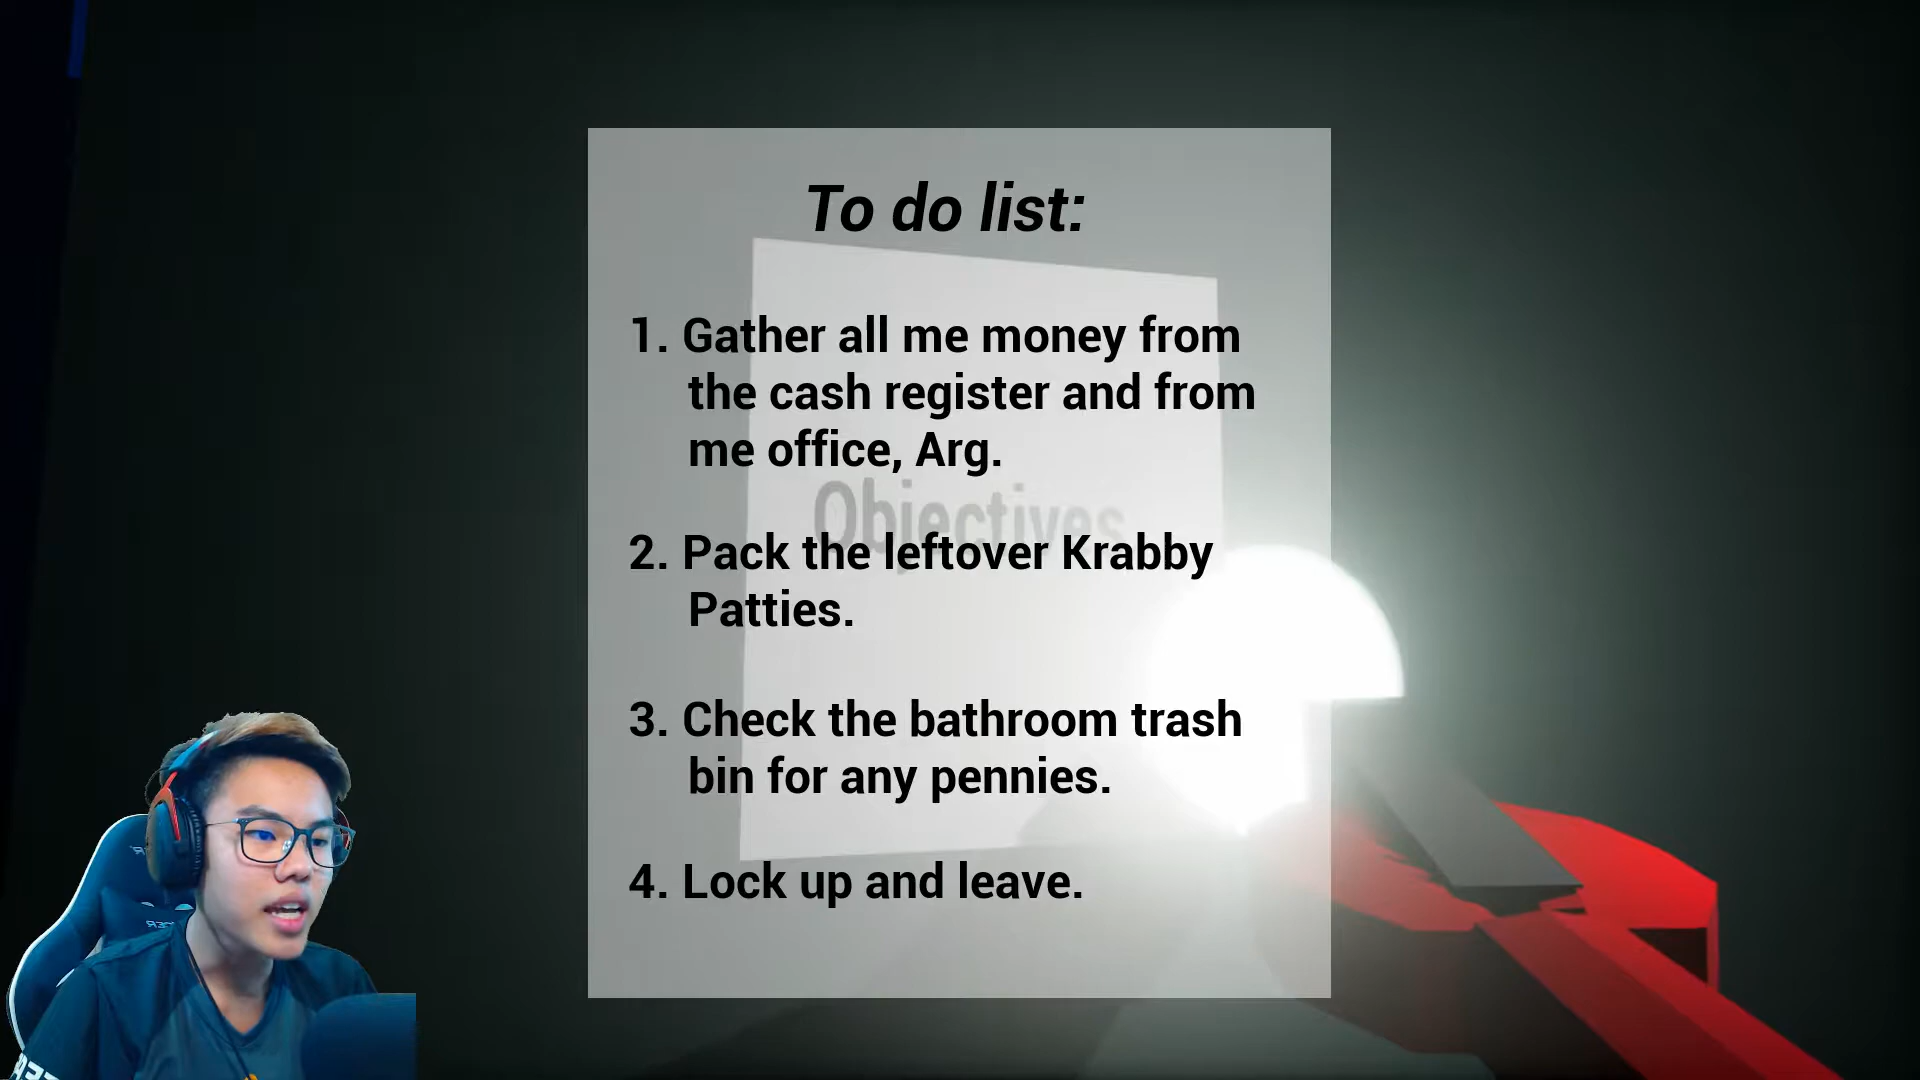 To do list:
1. Gather all me money from
the cash register and from
me office, Arg.
Objectives
2. Pack the leftover Krabby
Patties.
3. Check the bathroom trash
bin for any pennies.
4. Lock up and leave.